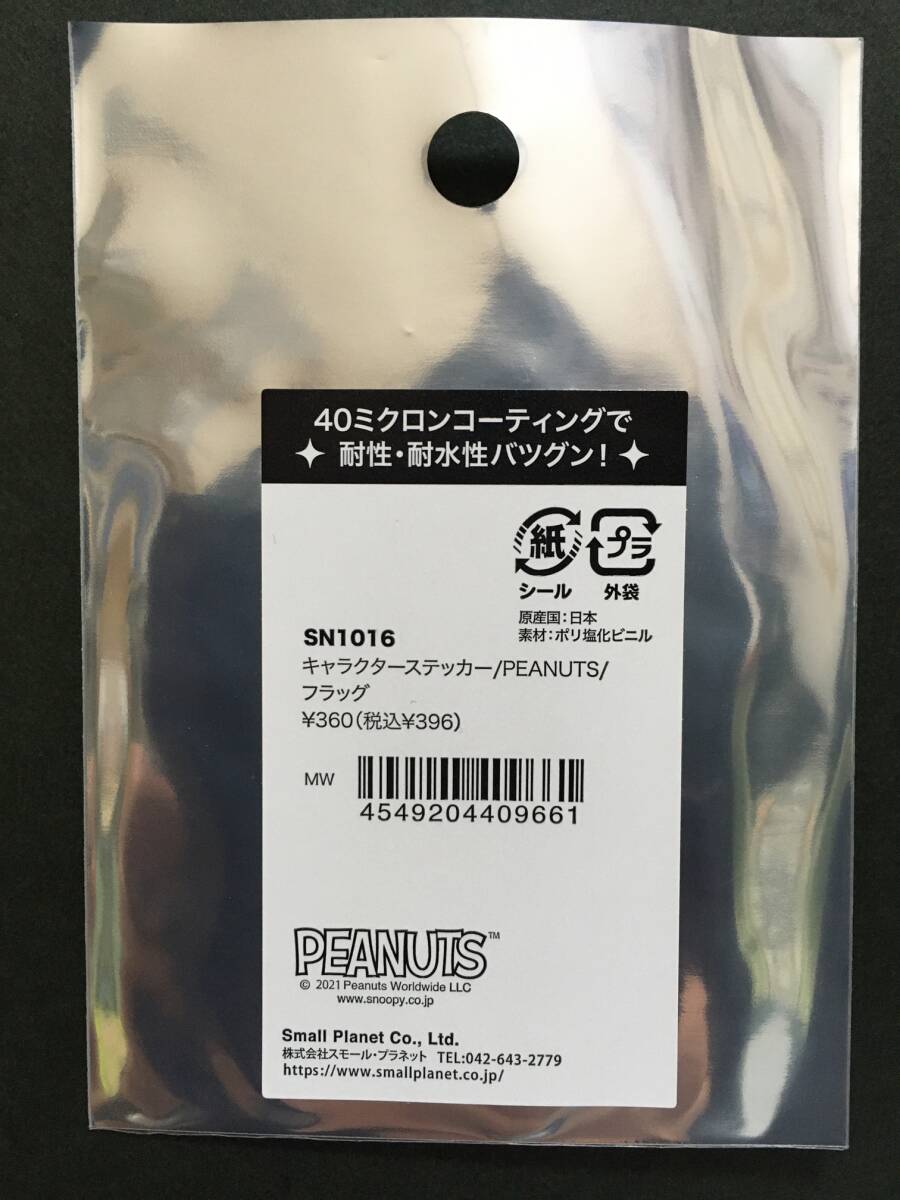 40ミクロンコーティングで
耐性・耐水性バツグン！
紙
プラ
シール
外袋
原産国：日本
素材：ポリ塩化ビニル
SN1016
キャラクターステッカー/PEANUTS/
フラッグ
¥360（税込¥396）
MW
4549204409661
PEANUTS™
© 2021 Peanuts Worldwide LLC
www.snoopy.co.jp
Small Planet Co., Ltd.
株式会社スモール・プラネット TEL:042-643-2779
https://www.smallplanet.co.jp/